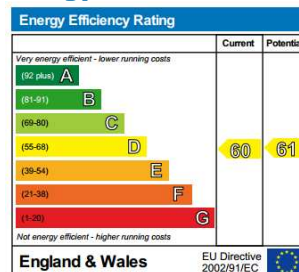 Energy Efficiency Rating
Current Potentia
Very energy efficient - lower running costs
(92 plus) A
(81-91) B
(69-80) C
(55-68) D
60 61
(39-54) E
(21-38) F
(1-20) G
Not energy efficient - higher running costs
England & Wales
EU Directive
2002/91/EC